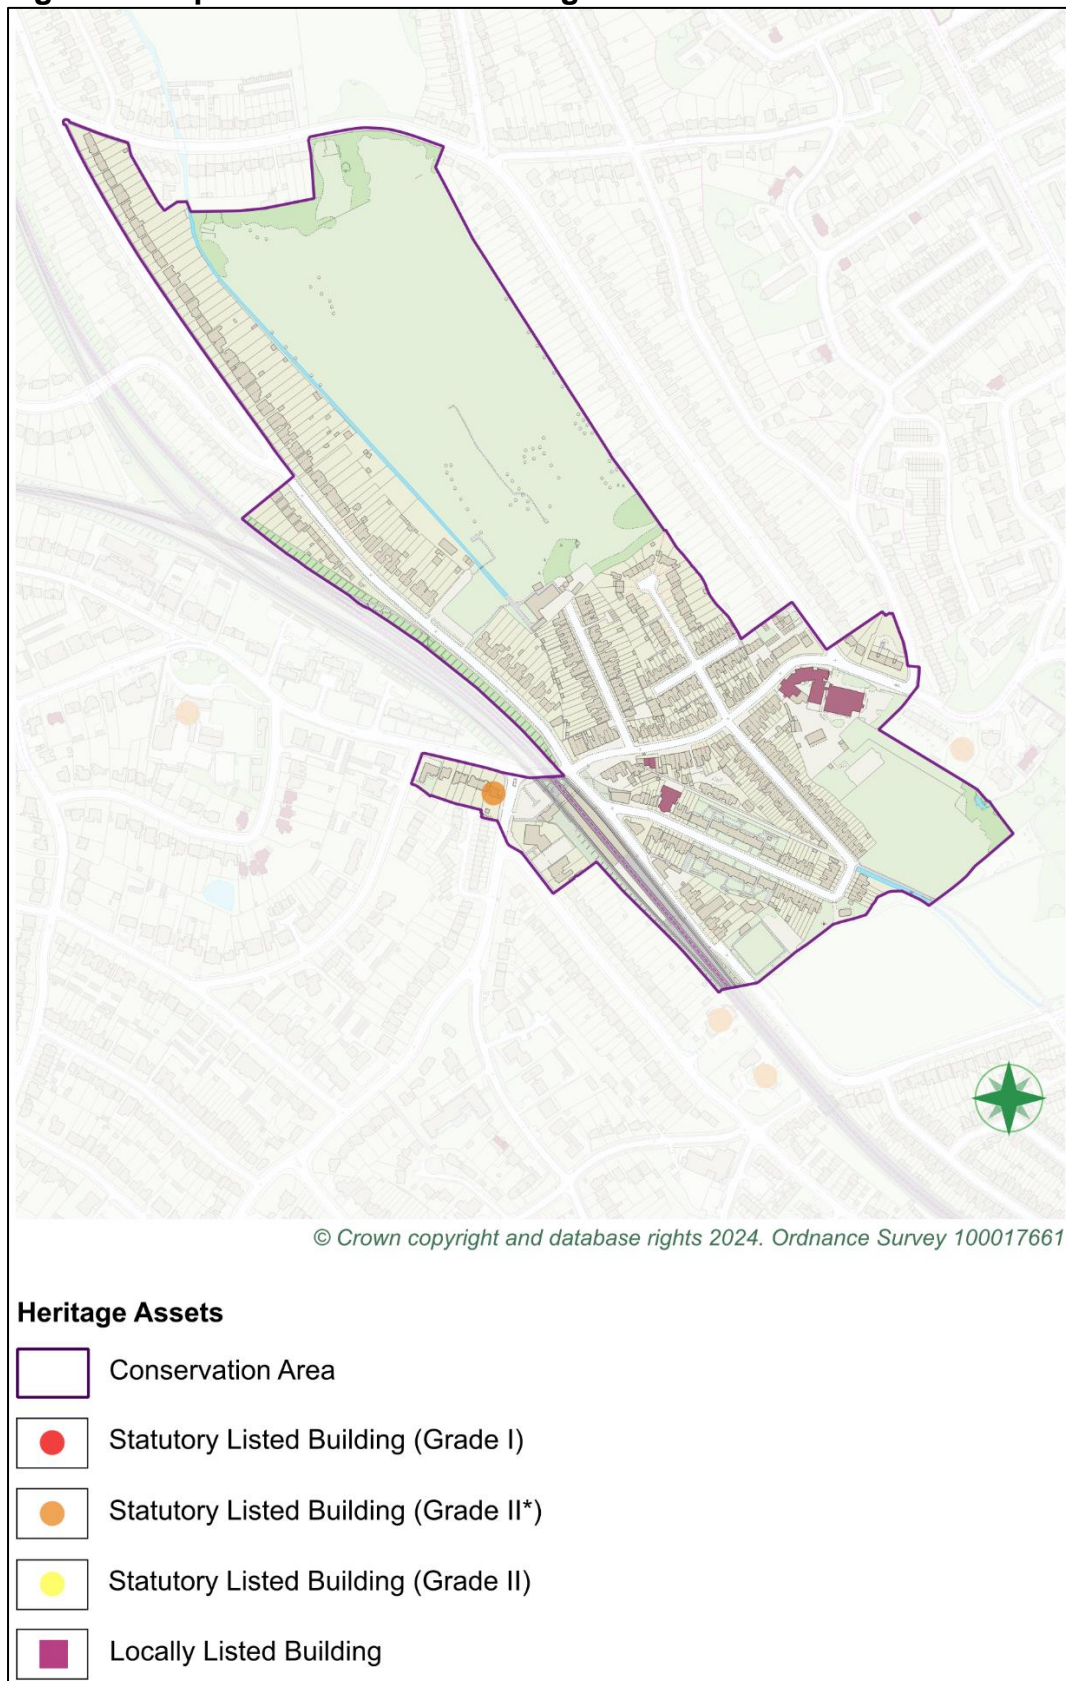 © Crown copyright and database rights 2024. Ordnance Survey 100017661
Heritage Assets
Conservation Area
Statutory Listed Building (Grade I)
Statutory Listed Building (Grade II*)
Statutory Listed Building (Grade II)
Locally Listed Building